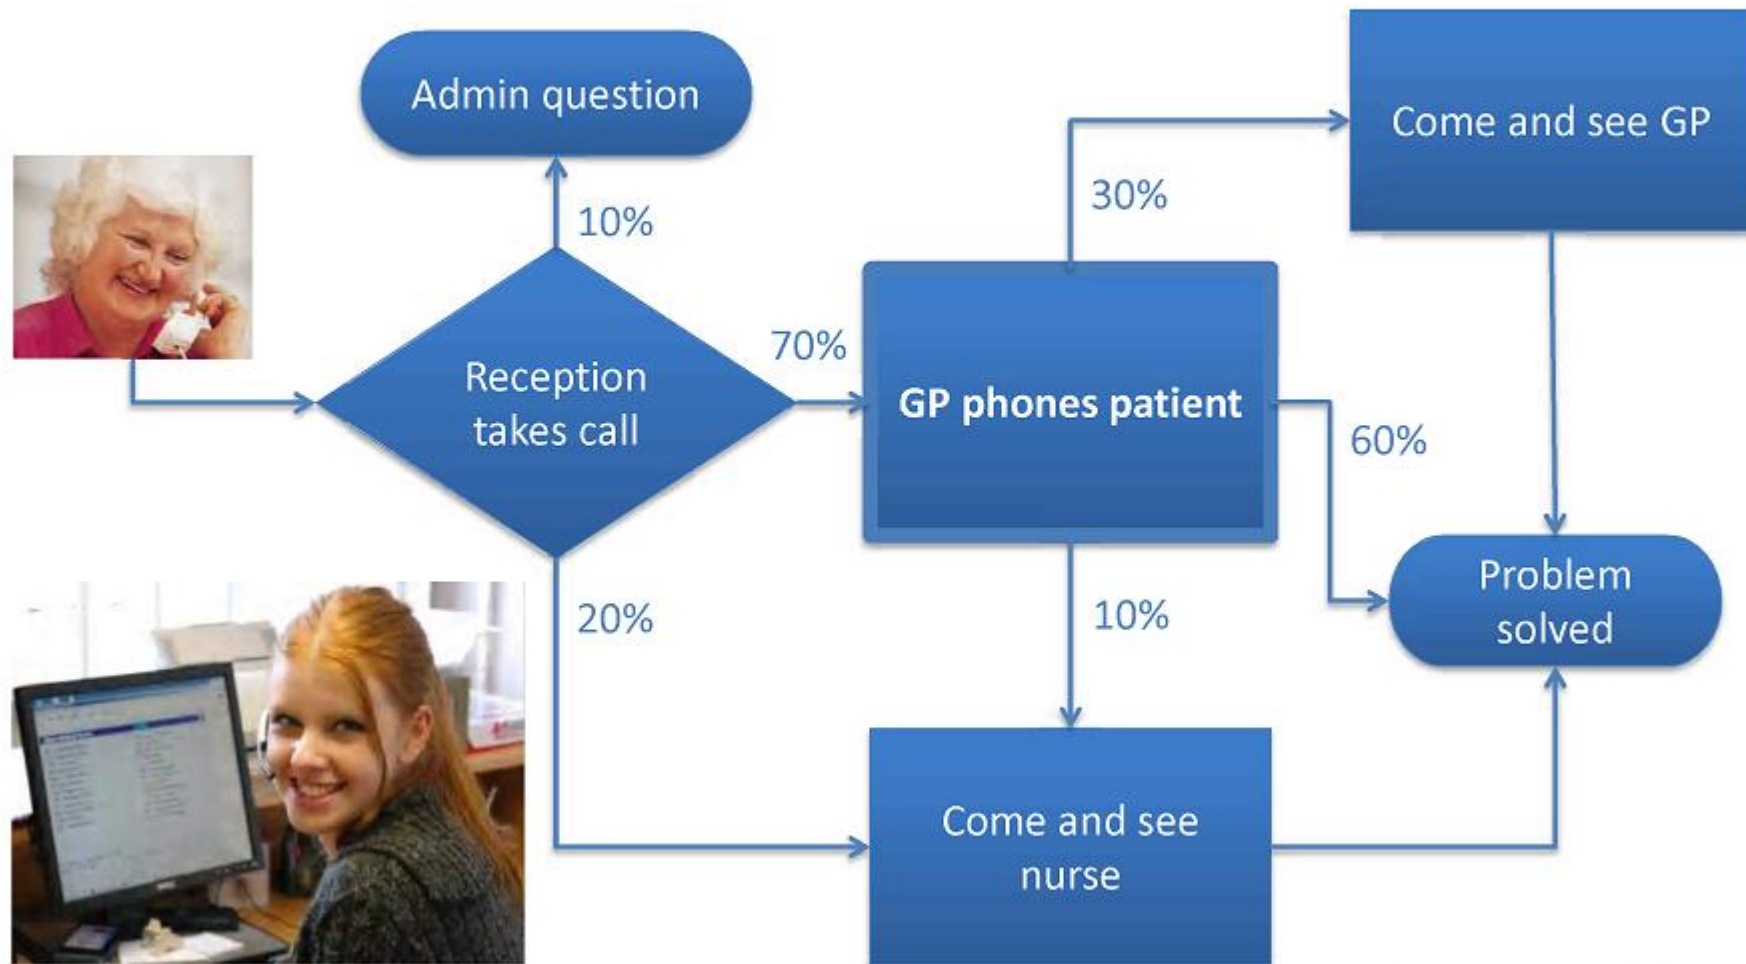 Admin question
Come and see GP
10%
30%
70%
Reception
takes call
GP phones patient
60%
20%
10%
Problem
solved
Come and see
nurse